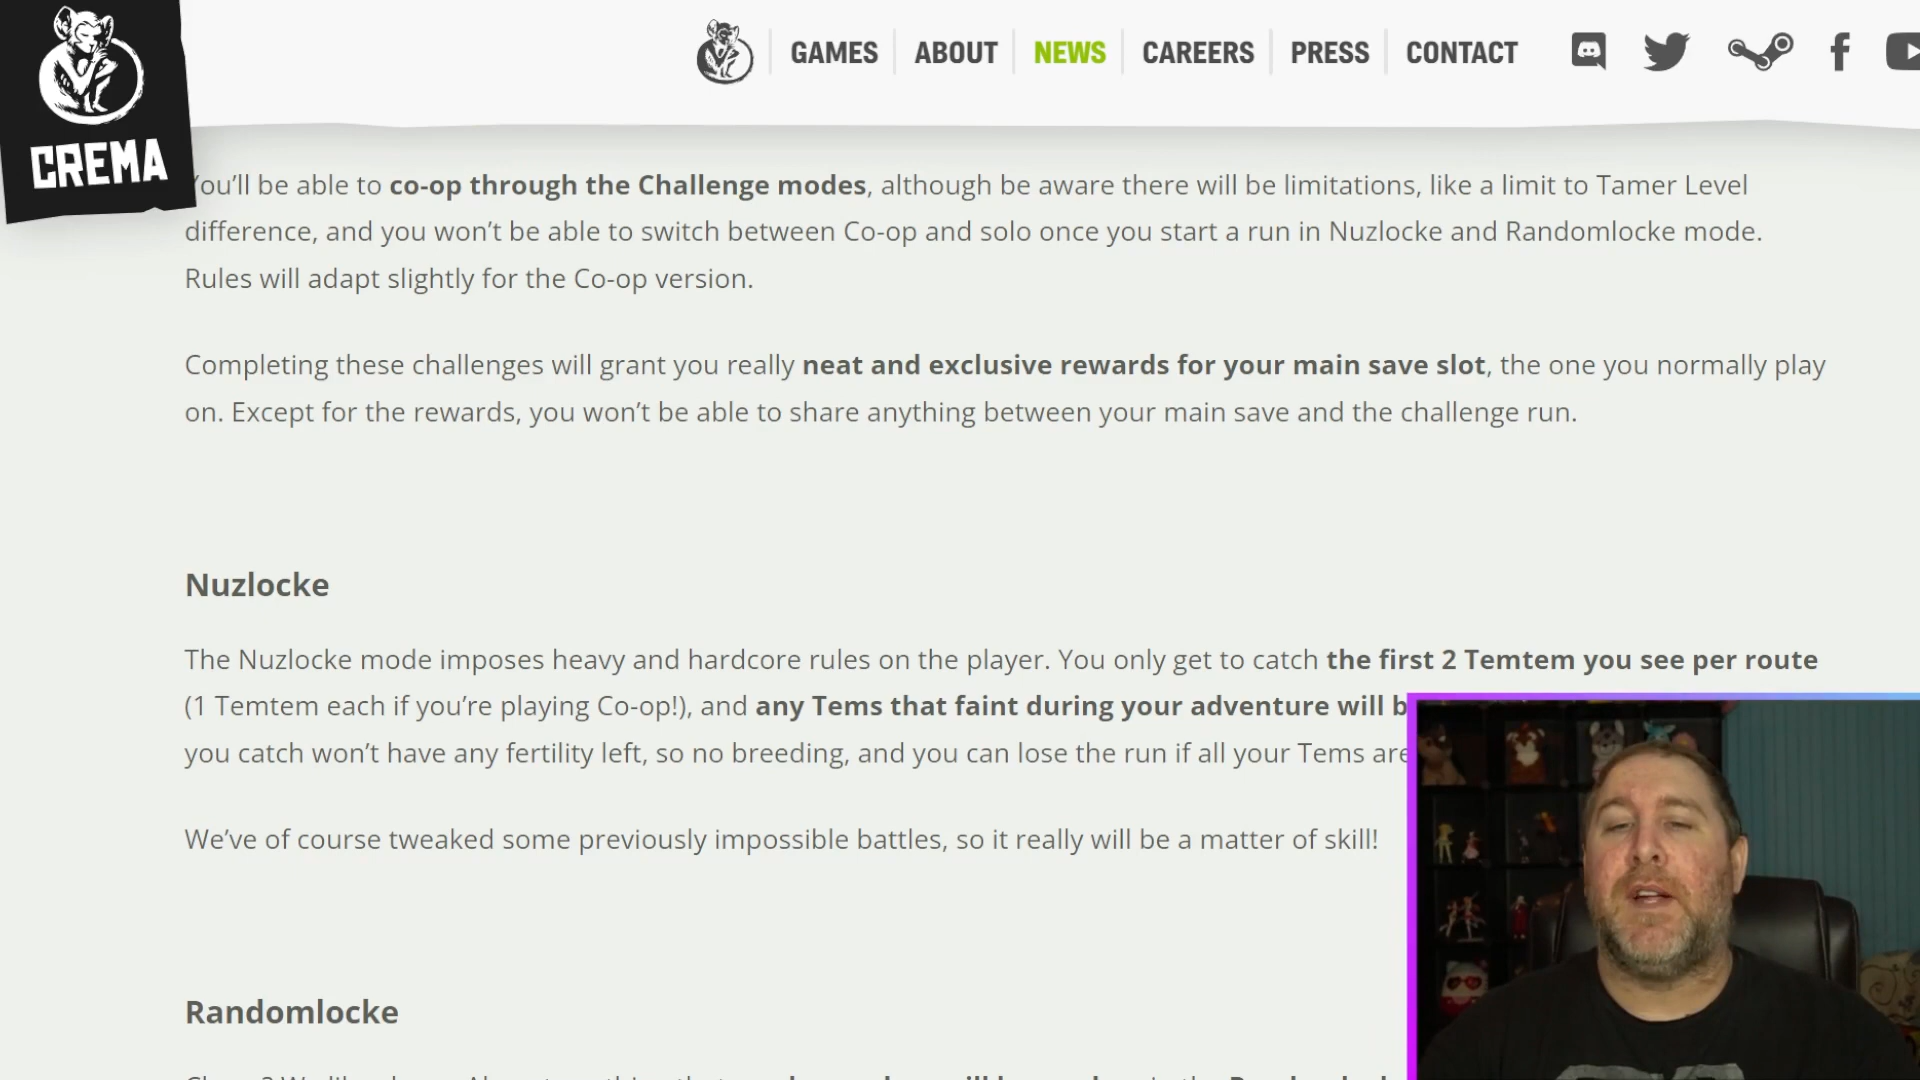 CREMA
GAMES
ABOUT
NEWS
CAREERS
PRESS
CONTACT
You'll be able to co-op through the Challenge modes, although be aware there will be limitations, like a limit to Tamer Level
difference, and you won't be able to switch between Co-op and solo once you start a run in Nuzlocke and Randomlocke mode.
Rules will adapt slightly for the Co-op version.
Completing these challenges will grant you really neat and exclusive rewards for your main save slot, the one you normally play
on. Except for the rewards, you won't be able to share anything between your main save and the challenge run.
Nuzlocke
The Nuzlocke mode imposes heavy and hardcore rules on the player. You only get to catch the first 2 Temtem you see per route
(1 Temtem each if you're playing Co-op!), and any Tems that faint during your adventure will
you catch won't have any fertility left, so no breeding, and you can lose the run if all your Tems are
We've of course tweaked some previously impossible battles, so it really will be a matter of skill!
Randomlocke